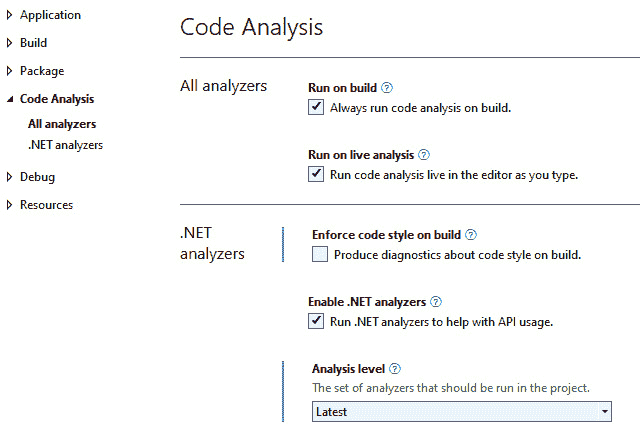 Application
Build
Package
Code Analysis
All analyzers
.NET analyzers
Debug
Resources
Code Analysis
All analyzers
Run on build ?
Always run code analysis on build.
Run on live analysis ?
Run code analysis live in the editor as you type.
.NET
analyzers
Enforce code style on build ?
Produce diagnostics about code style on build.
Enable .NET analyzers ?
Run .NET analyzers to help with API usage.
Analysis level ?
The set of analyzers that should be run in the project.
Latest